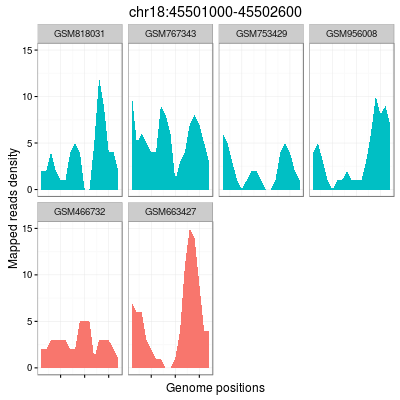 chr18:45501000-45502600
GSM818031 GSM767343 GSM753429 GSM956008
15
10
5
0
GSM466732 GSM663427
15
10
5
0
Mapped reads density
Genome positions